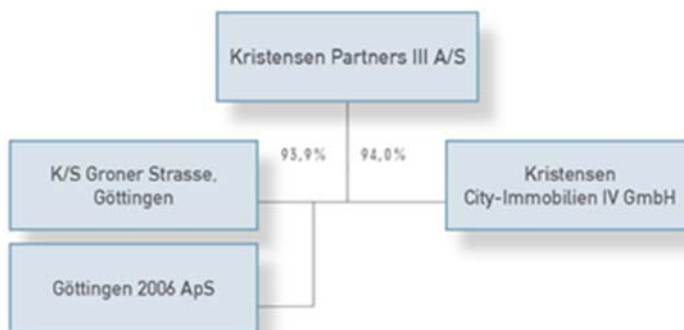 Kristensen Partners III A/S
93,9% 94,0%
K/S Groner Strasse,
Göttingen
Kristensen
City-Immobilien IV GmbH
Göttingen 2006 ApS